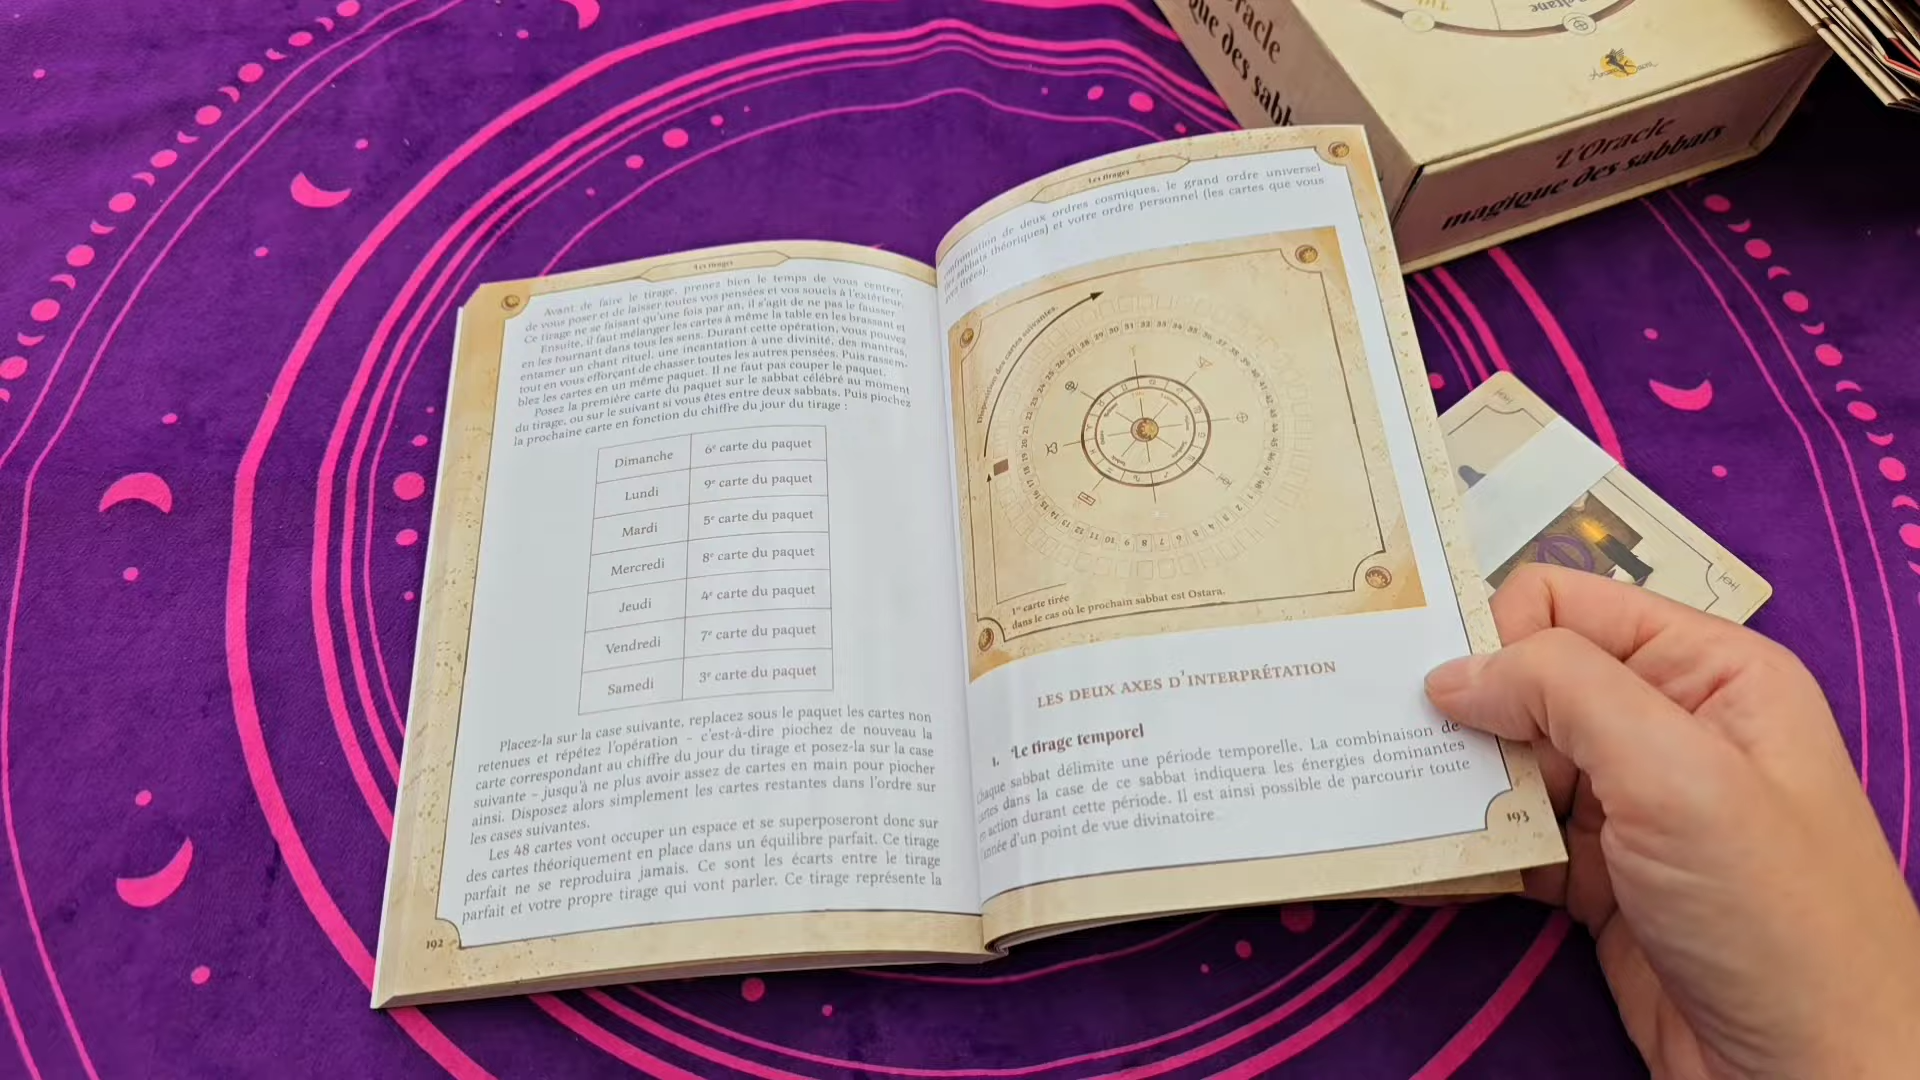 Les tirages
Avant de faire le tirage, prenez bien le temps de vous centrer,
de vous poser et de laisser toutes vos pensées et vos soucis à l'extérieur.
Ce tirage ne se faisant qu'une fois par an, il s'agit de ne pas le fausser.
Ensuite, il faut mélanger les cartes à même la table en les brassant et
en les tournant dans tous les sens. Durant cette opération, vous pouvez
entamer un chant rituel, une incantation à une divinité, des mantras,
tout en vous efforçant de chasser toutes les autres pensées. Puis rassem-
blez les cartes en un même paquet. Il ne faut pas couper le paquet.
Posez la première carte du paquet sur le sabbat célébré au moment
du tirage, ou sur le suivant si vous êtes entre deux sabbats. Puis piochez
la prochaine carte en fonction du chiffre du jour du tirage :
Dimanche 6e carte du paquet
Lundi 9e carte du paquet
Mardi 5e carte du paquet
Mercredi 8e carte du paquet
Jeudi 4e carte du paquet
Vendredi 7e carte du paquet
Samedi 3e carte du paquet
Placez-la sur la case suivante, replacez sous le paquet les cartes non
retenues et répétez l'opération – c'est-à-dire piochez de nouveau la
carte correspondant au chiffre du jour du tirage et posez-la sur la case
suivante – jusqu'à ne plus avoir assez de cartes en main pour piocher
ainsi. Disposez alors simplement les cartes restantes dans l'ordre sur
les cases suivantes.
Les 48 cartes vont occuper un espace et se superposeront donc sur
des cartes théoriquement en place dans un équilibre parfait. Ce tirage
parfait ne se reproduira jamais. Ce sont les écarts entre le tirage
parfait et votre propre tirage qui vont parler. Ce tirage représente la
192
Les tirages
confrontation de deux ordres cosmiques, le grand ordre universel
(les sabbats théoriques) et votre ordre personnel (les cartes que vous
avez tirées).
Disposition des cartes suivantes.
1re carte tirée
dans le cas où le prochain sabbat est Ostara.
LES DEUX AXES D'INTERPRÉTATION
1. Le tirage temporel
Chaque sabbat délimite une période temporelle. La combinaison de
cartes dans la case de ce sabbat indiquera les énergies dominantes
en action durant cette période. Il est ainsi possible de parcourir toute
l'année d'un point de vue divinatoire
193
Oracle
que des sabb
Beltane
L'Oracle
magique des sabbats